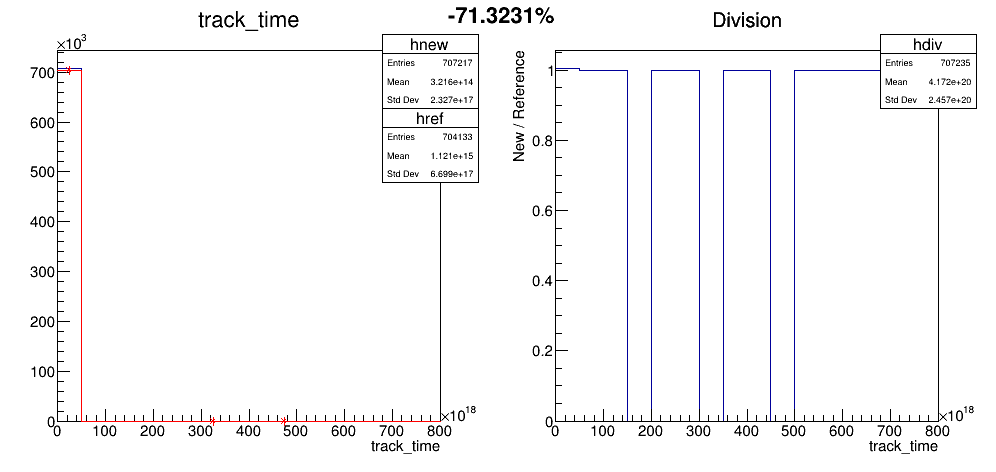 -71.3231%
track_time
×10³
hnew
Entries 707217
Mean 3.216e+14
Std Dev 2.327e+17
href
Entries 704133
Mean 1.121e+15
Std Dev 6.699e+17
700
600
500
400
300
200
100
0
0 100 200 300 400 500 600 700 800
×10¹⁸
track_time
Division
hdiv
Entries 707235
Mean 4.172e+20
Std Dev 2.457e+20
New / Reference
1
0.8
0.6
0.4
0.2
0
0 100 200 300 400 500 600 700 800
×10¹⁸
track_time